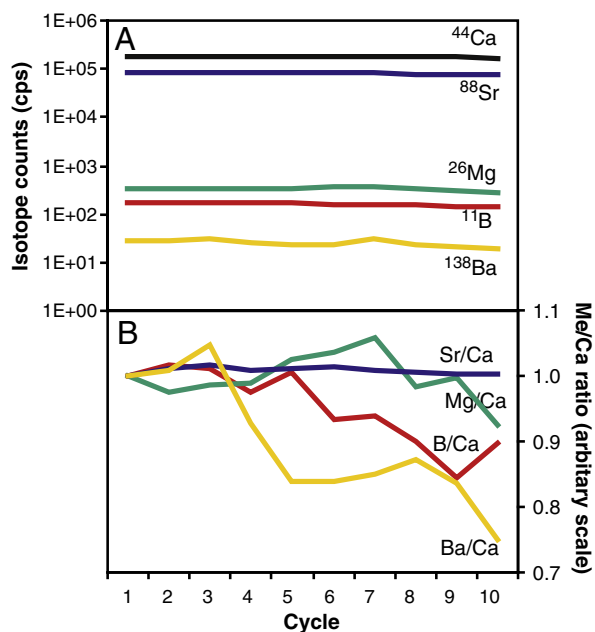 A
1E+06
1E+05
1E+04
1E+03
1E+02
1E+01
1E+00
Isotope counts (cps)
⁴⁴Ca
⁸⁸Sr
²⁶Mg
¹¹B
¹³⁸Ba
B
1.1
1.0
0.9
0.8
0.7
Me/Ca ratio (arbitary scale)
Sr/Ca
Mg/Ca
B/Ca
Ba/Ca
1 2 3 4 5 6 7 8 9 10
Cycle